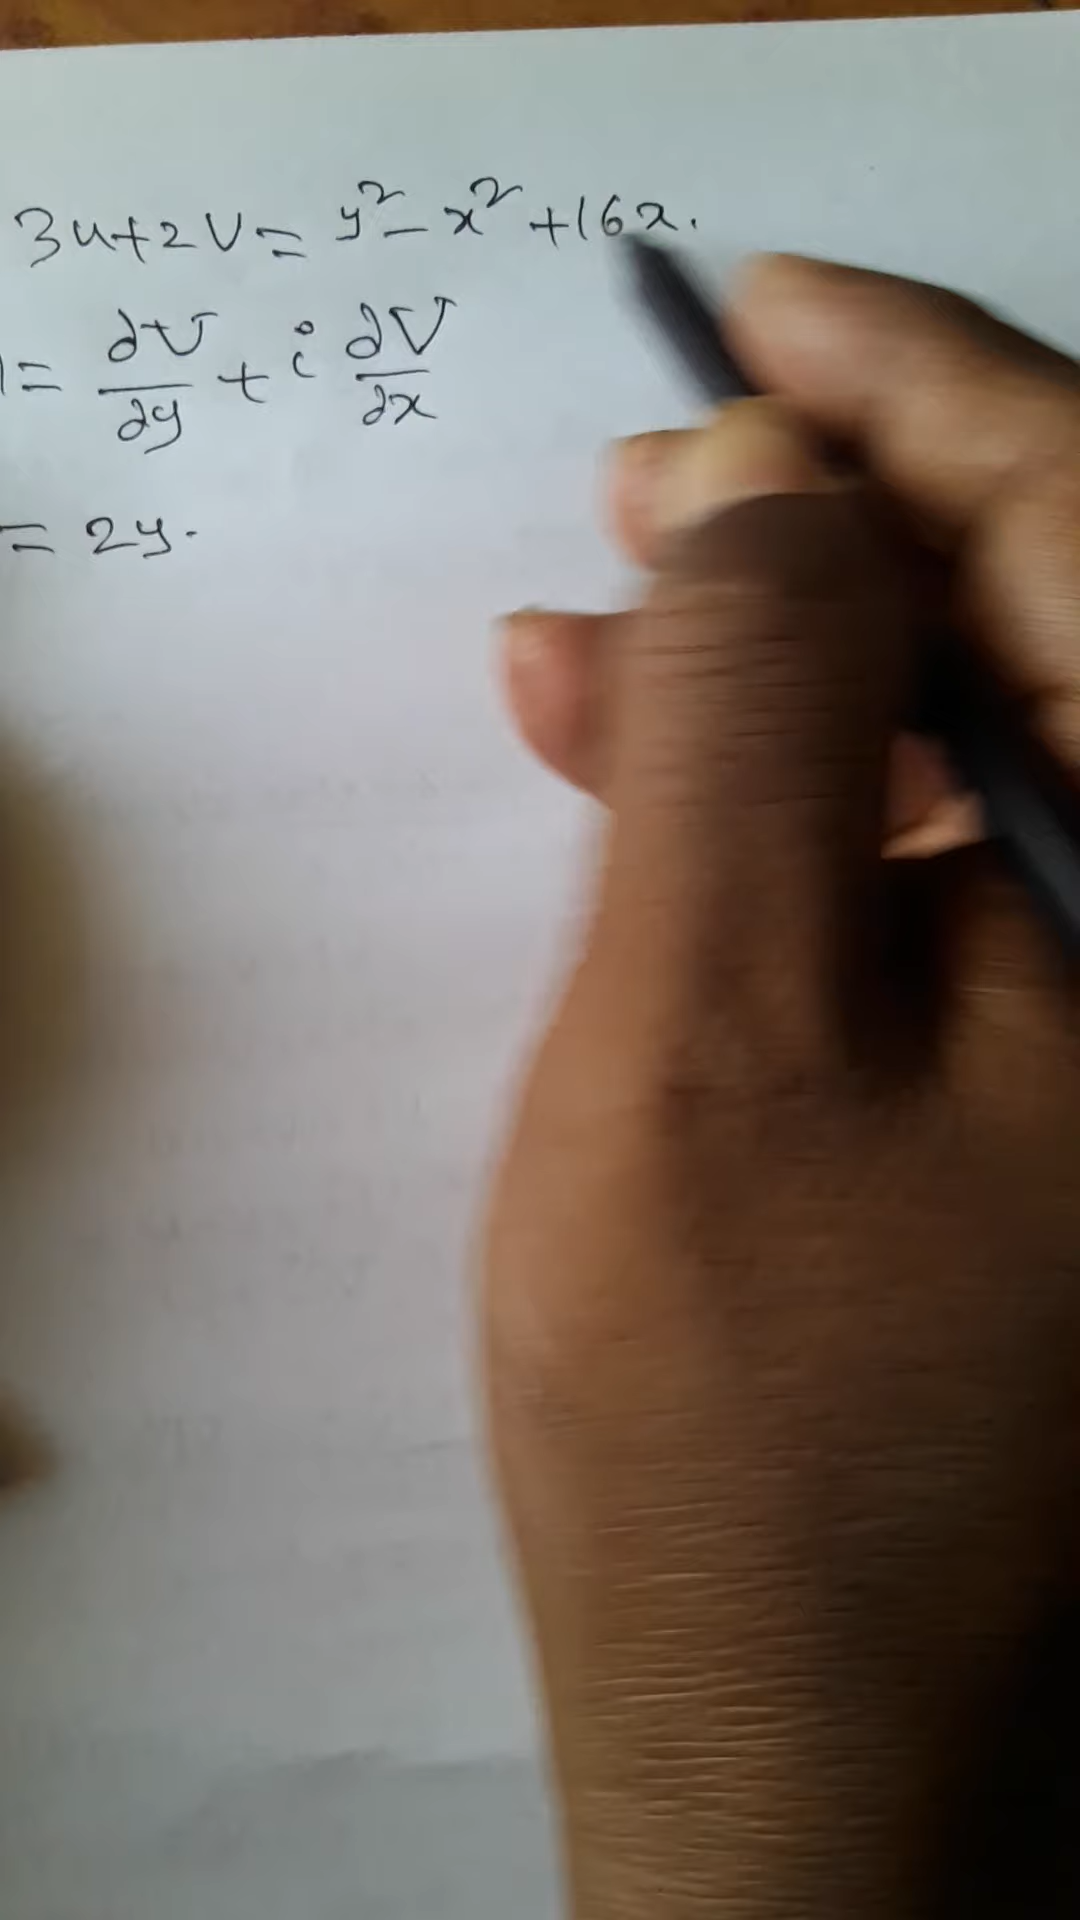 3u+2V= y²-x²+16x.
= ∂V/∂y + i ∂V/∂x
= 2y.